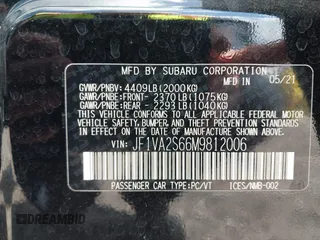 MFD. BY SUBARU CORPORATION 05/21
GVWR/PNBV: 4409LB(2000KG)
GAWR/PNBE:FRONT- 2370LB(1075KG)
GAWR/PNBE:REAR - 2293LB(1040KG)
THIS VEHICLE CONFORMS TO ALL APPLICABLE
FEDERAL MOTOR VEHICLE SAFETY, BUMPER,
AND THEFT PREVENTION STANDARDS IN EFFECT
ON THE DATE OF MANUFACTURE SHOWN ABOVE.
VIN: JF1VA2S66M9812006
PASSENGER CAR TYPE:PC/VT ICES/NMB-002
DREAMBID